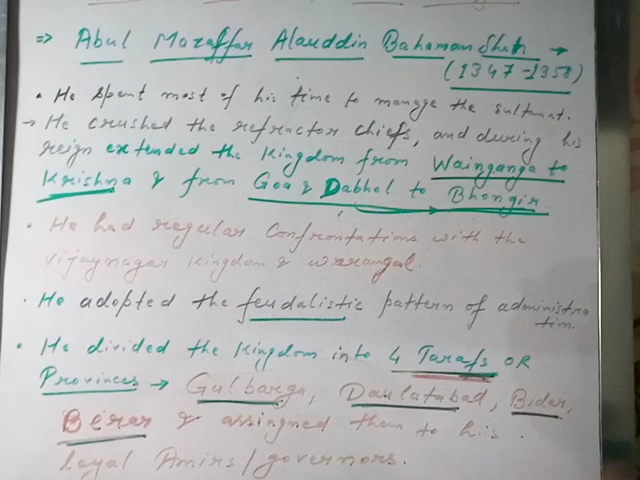 => Abul Mozaffar Alauddin Bahaman Shah →
(1347-1358)
• He spent most of his time to manage the sultanat.
→ He crushed the refractor chiefs, and during his
reign extended the Kingdom from Wainganga to
Krishna & from Goa & Dabhol to Bhongir.
• He had regular Confrontations with the
vijaynagar Kingdom & warangal.
• He adopted the feudalistic pattern of administra
tion.
• He divided the Kingdom into 4 Tarafs OR
Provinces → Gulbarga, Daulatabad, Bidar,
Berar & assingned them to his
loyal Amirs/governors.